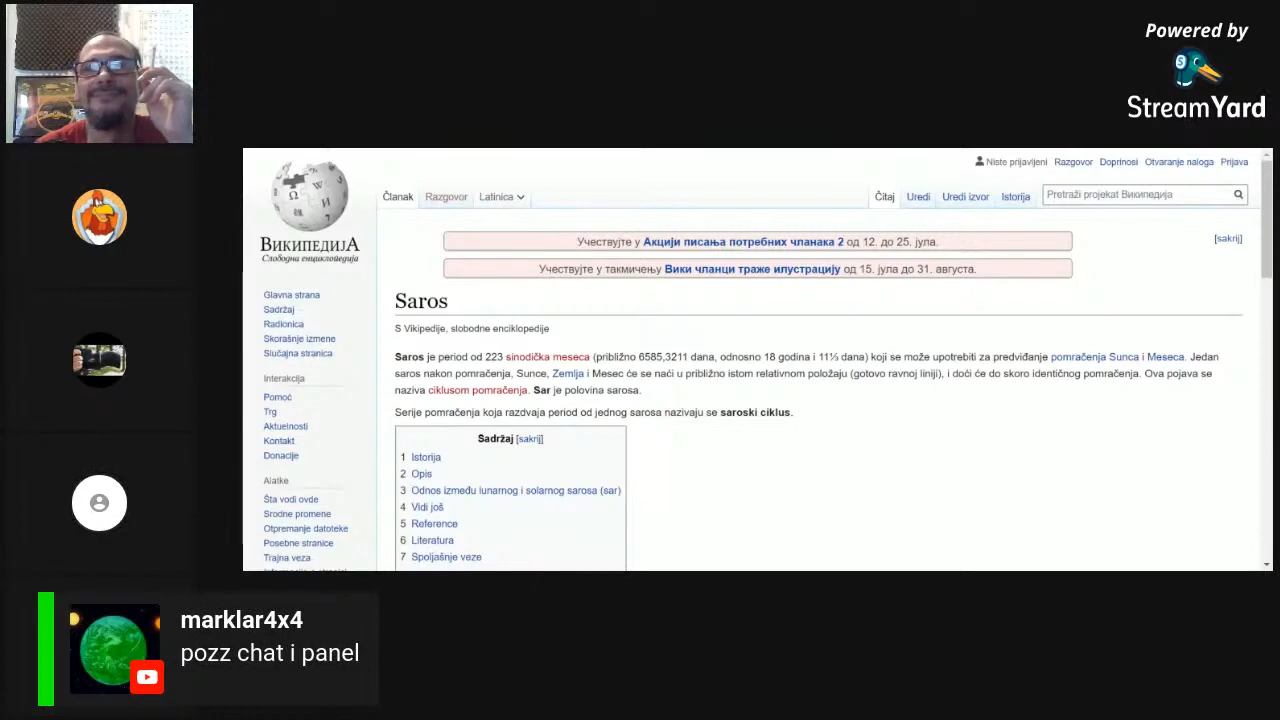 Powered by
StreamYard
Niste prijavljeni Razgovor Doprinosi Otvaranje naloga Prijava
Članak Razgovor Latinica Čitaj Uredi Uredi izvor Istorija Pretraži projekat Википедија
ВИКИПЕДИЈА
Слободна енциклопедија
Учествујте у Акцији писања потребних чланака 2 од 12. до 25. јула.
[sakrij]
Учествујте у такмичењу Вики чланци траже илустрацију од 15. јула до 31. августа.
Glavna strana
Sadržaj
Radionica
Skorašnje izmene
Slučajna stranica
Interakcija
Pomoć
Trg
Aktuelnosti
Kontakt
Donacije
Alatke
Šta vodi ovde
Srodne promene
Otpremanje datoteke
Posebne stranice
Trajna veza
Saros
S Vikipedije, slobodne enciklopedije
Saros je period od 223 sinodička meseca (približno 6585,3211 dana, odnosno 18 godina i 11⅓ dana) koji se može upotrebiti za predviđanje pomračenja Sunca i Meseca. Jedan
saros nakon pomračenja, Sunce, Zemlja i Mesec će se naći u približno istom relativnom položaju (gotovo ravnoj liniji), i doći će do skoro identičnog pomračenja. Ova pojava se
naziva ciklusom pomračenja. Sar je polovina sarosa.
Serije pomračenja koja razdvaja period od jednog sarosa nazivaju se saroski ciklus.
Sadržaj [sakrij]
1 Istorija
2 Opis
3 Odnos između lunarnog i solarnog sarosa (sar)
4 Vidi još
5 Reference
6 Literatura
7 Spoljašnje veze
marklar4x4
pozz chat i panel